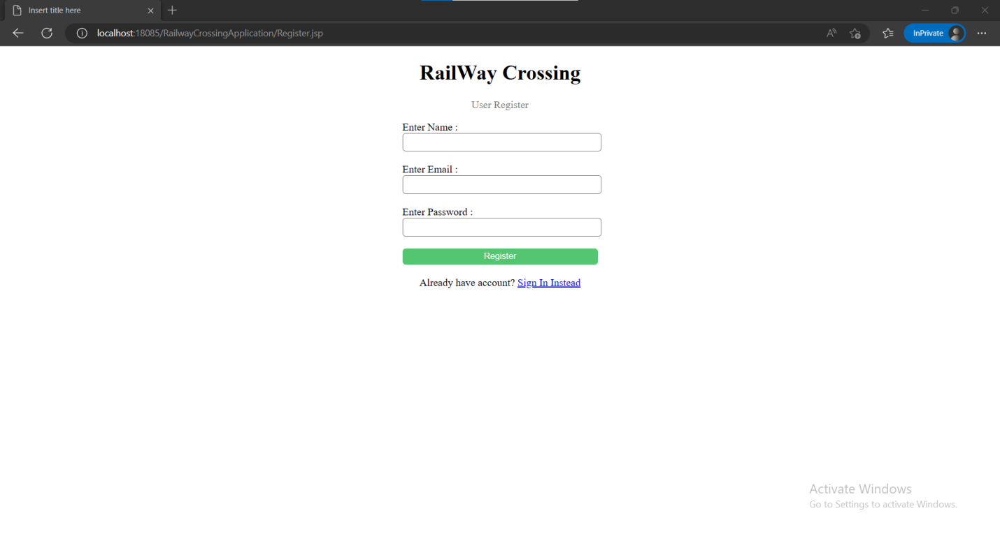 Insert title here
localhost:18085/RailwayCrossingApplication/Register.jsp
InPrivate
RailWay Crossing
User Register
Enter Name :
Enter Email :
Enter Password :
Register
Already have account? Sign In Instead
Activate Windows
Go to Settings to activate Windows.